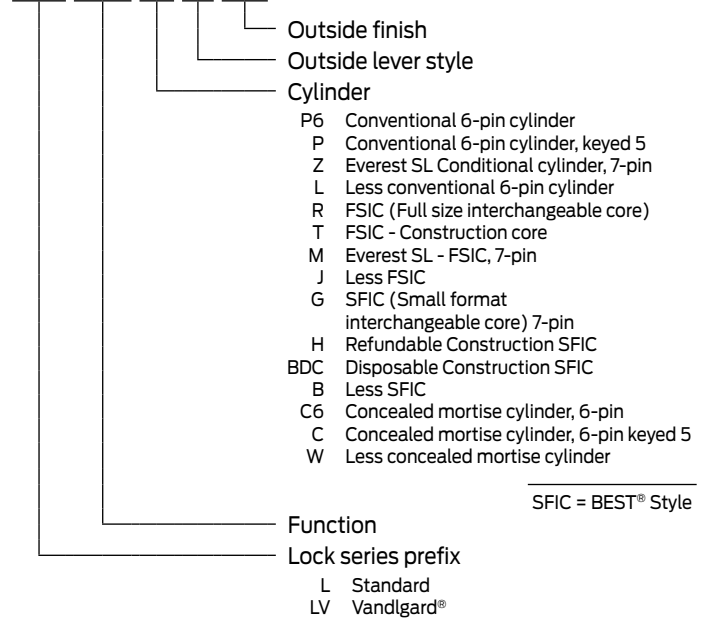 Outside finish
Outside lever style
Cylinder
P6 Conventional 6-pin cylinder
P Conventional 6-pin cylinder, keyed 5
Z Everest SL Conditional cylinder, 7-pin
L Less conventional 6-pin cylinder
R FSIC (Full size interchangeable core)
T FSIC - Construction core
M Everest SL - FSIC, 7-pin
J Less FSIC
G SFIC (Small format
interchangeable core) 7-pin
H Refundable Construction SFIC
BDC Disposable Construction SFIC
B Less SFIC
C6 Concealed mortise cylinder, 6-pin
C Concealed mortise cylinder, 6-pin keyed 5
W Less concealed mortise cylinder
SFIC = BEST® Style
Function
Lock series prefix
L Standard
LV Vandlgard®